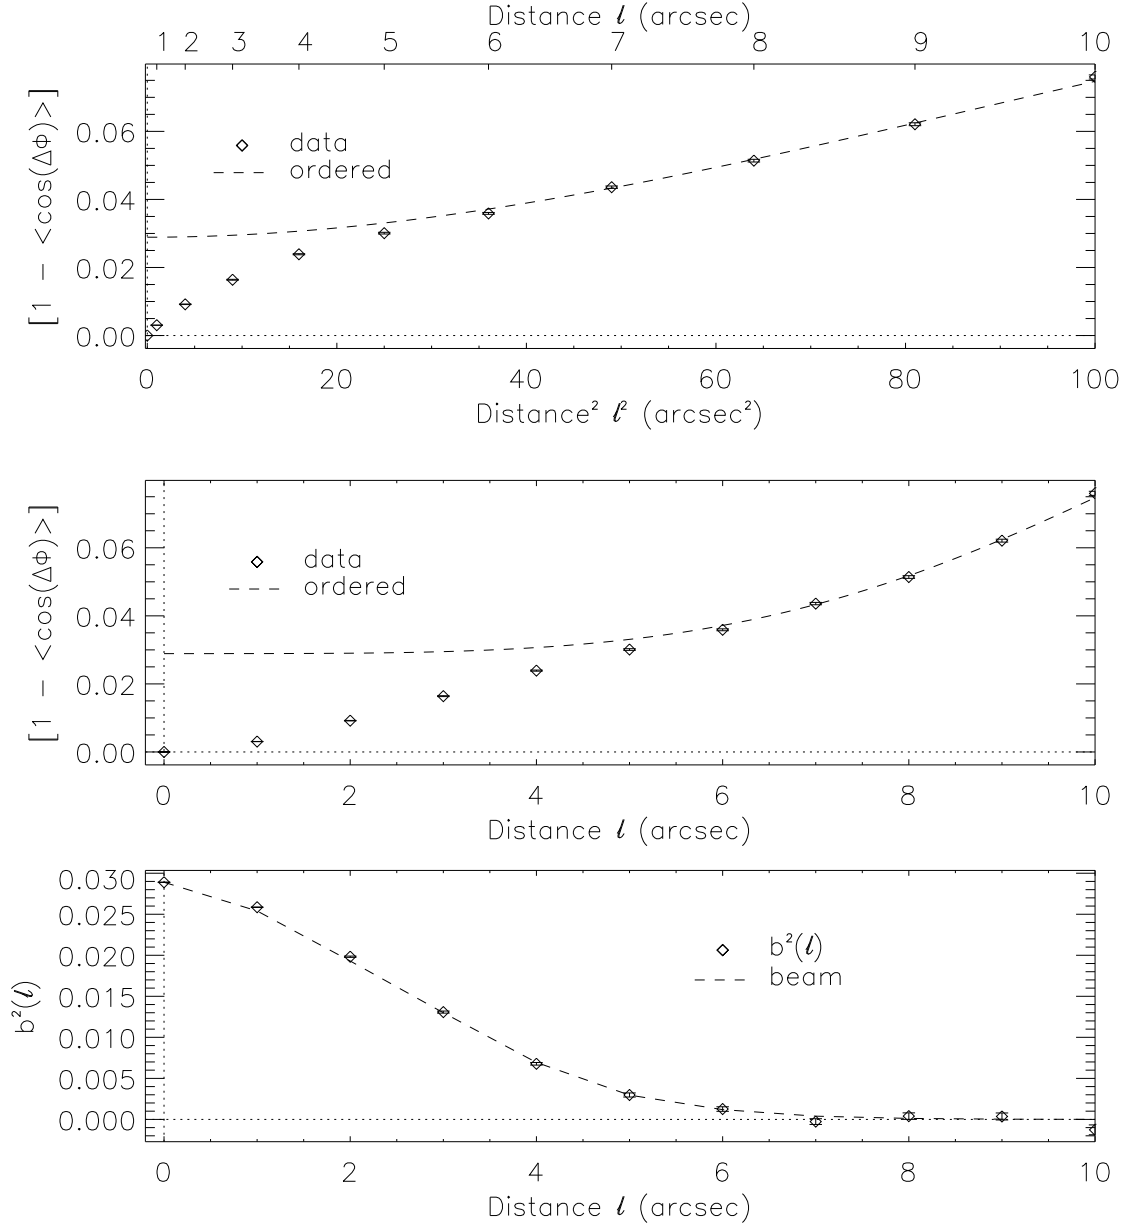 Distance ℓ (arcsec)
1 2 3 4 5 6 7 8 9 10
[1 − <cos(ΔΦ)>]
0.06
0.04
0.02
0.00
data
ordered
0 20 40 60 80 100
Distance² ℓ² (arcsec²)
[1 − <cos(ΔΦ)>]
0.06
0.04
0.02
0.00
data
ordered
0 2 4 6 8 10
Distance ℓ (arcsec)
b²(ℓ)
0.030
0.025
0.020
0.015
0.010
0.005
0.000
b²(ℓ)
beam
0 2 4 6 8 10
Distance ℓ (arcsec)